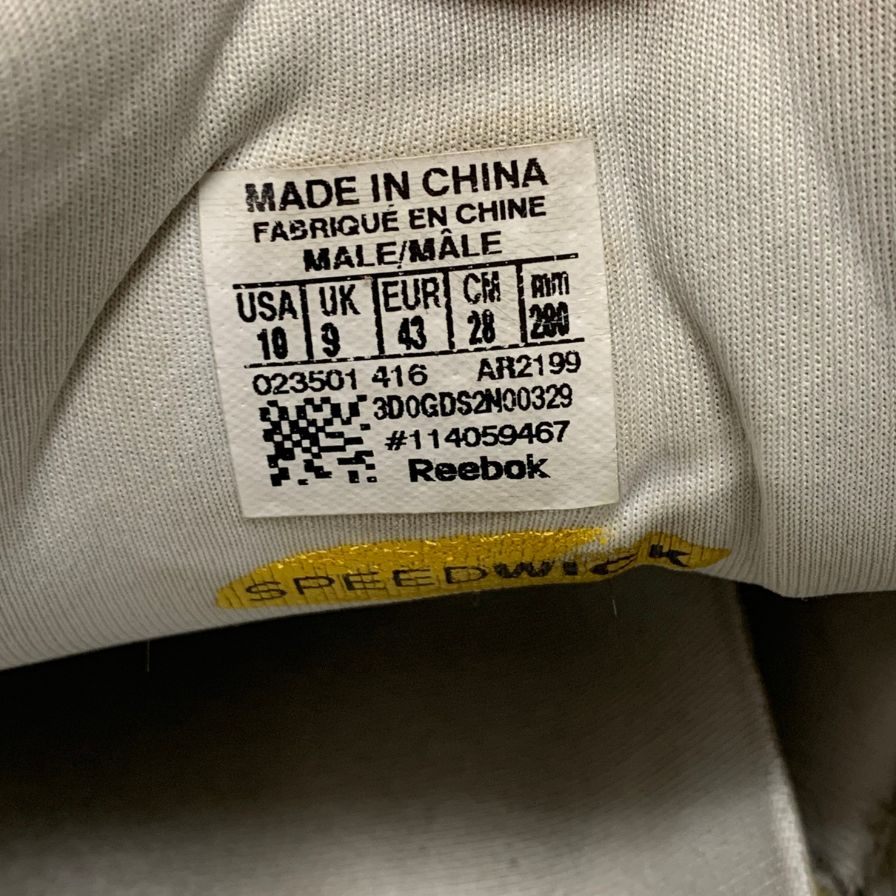 MADE IN CHINA
FABRIQUÉ EN CHINE
MALE/MÂLE
USA UK EUR CM mm
10 9 43 28 280
023501 416 AR2199
3D0GDS2N00329
#114059467
Reebok
SPEEDWICK